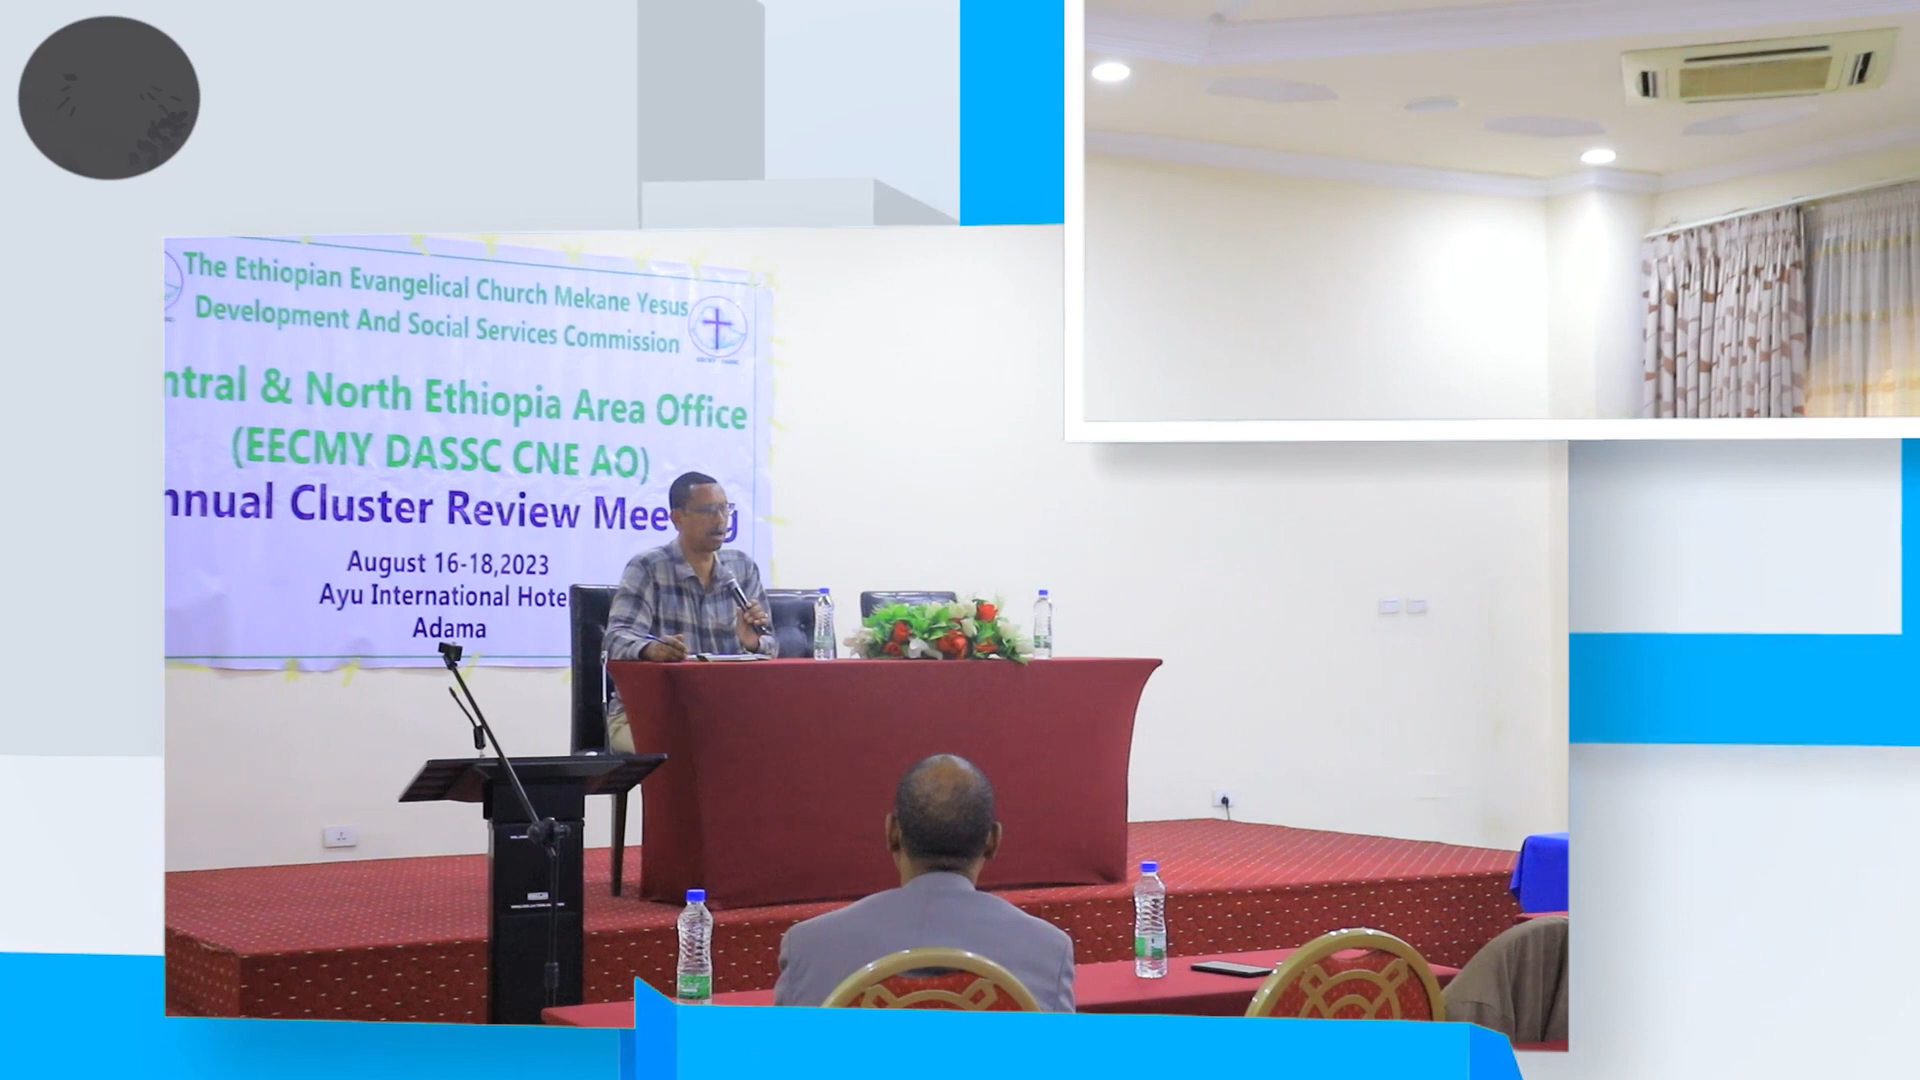 The Ethiopian Evangelical Church Mekane Yesus
Development And Social Services Commission
ntral & North Ethiopia Area Office
(EECMY DASSC CNE AO)
nnual Cluster Review Mee g
August 16-18,2023
Ayu International Hote
Adama